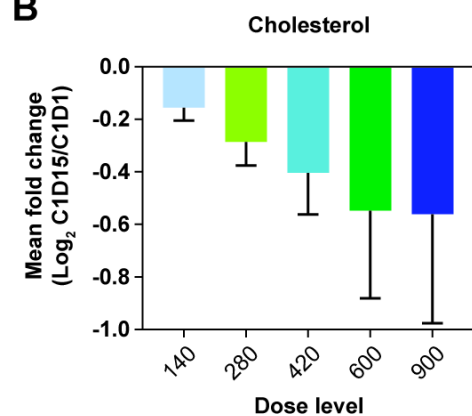 B
Cholesterol
Mean fold change
(Log₂ C1D15/C1D1)
0.0
-0.2
-0.4
-0.6
-0.8
-1.0
140
280
420
600
900
Dose level